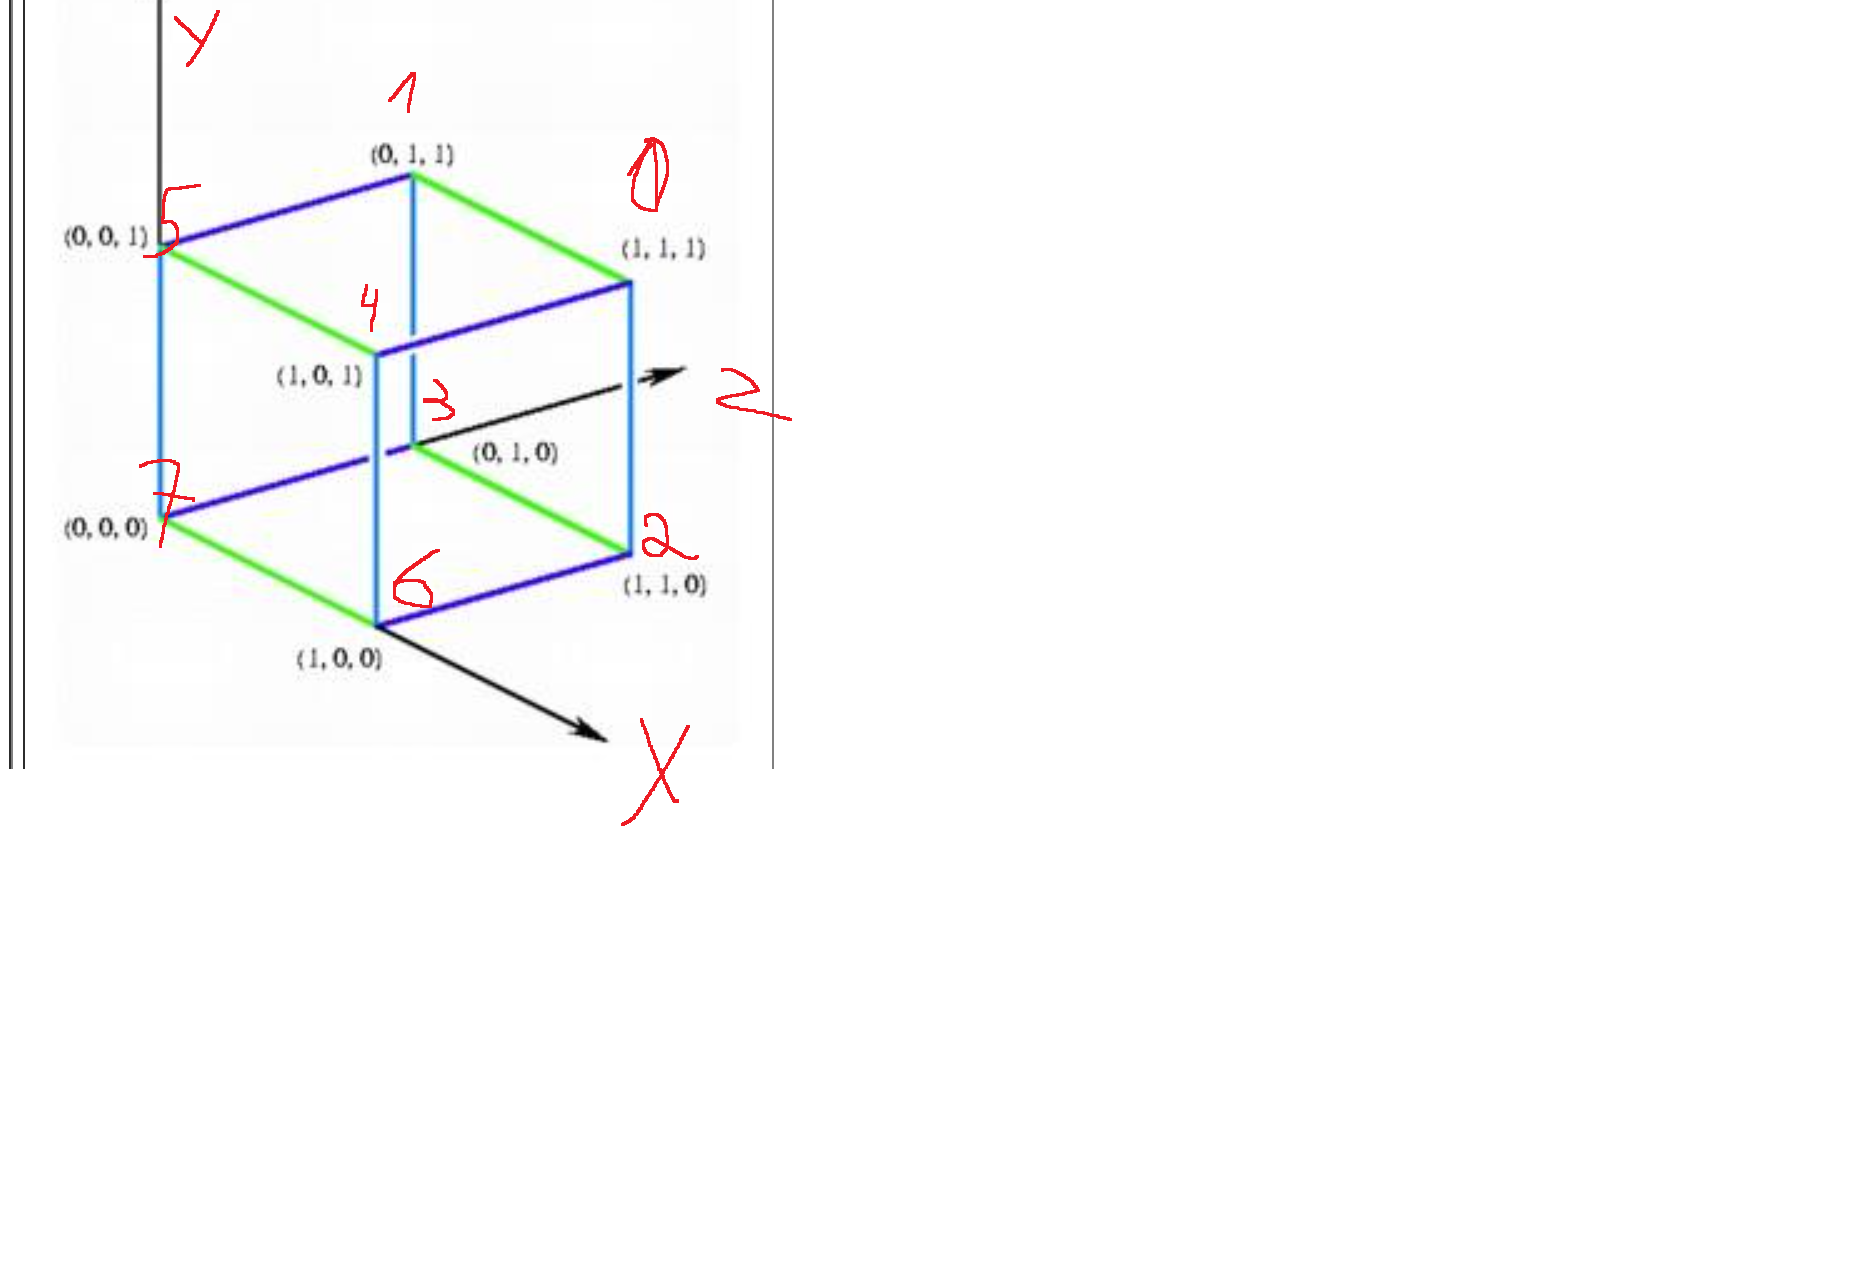 y
1
(0, 1, 1)
0
5
(0, 0, 1)
(1, 1, 1)
4
(1, 0, 1)
2
3
(0, 1, 0)
7
(0, 0, 0)
2
(1, 1, 0)
6
(1, 0, 0)
X